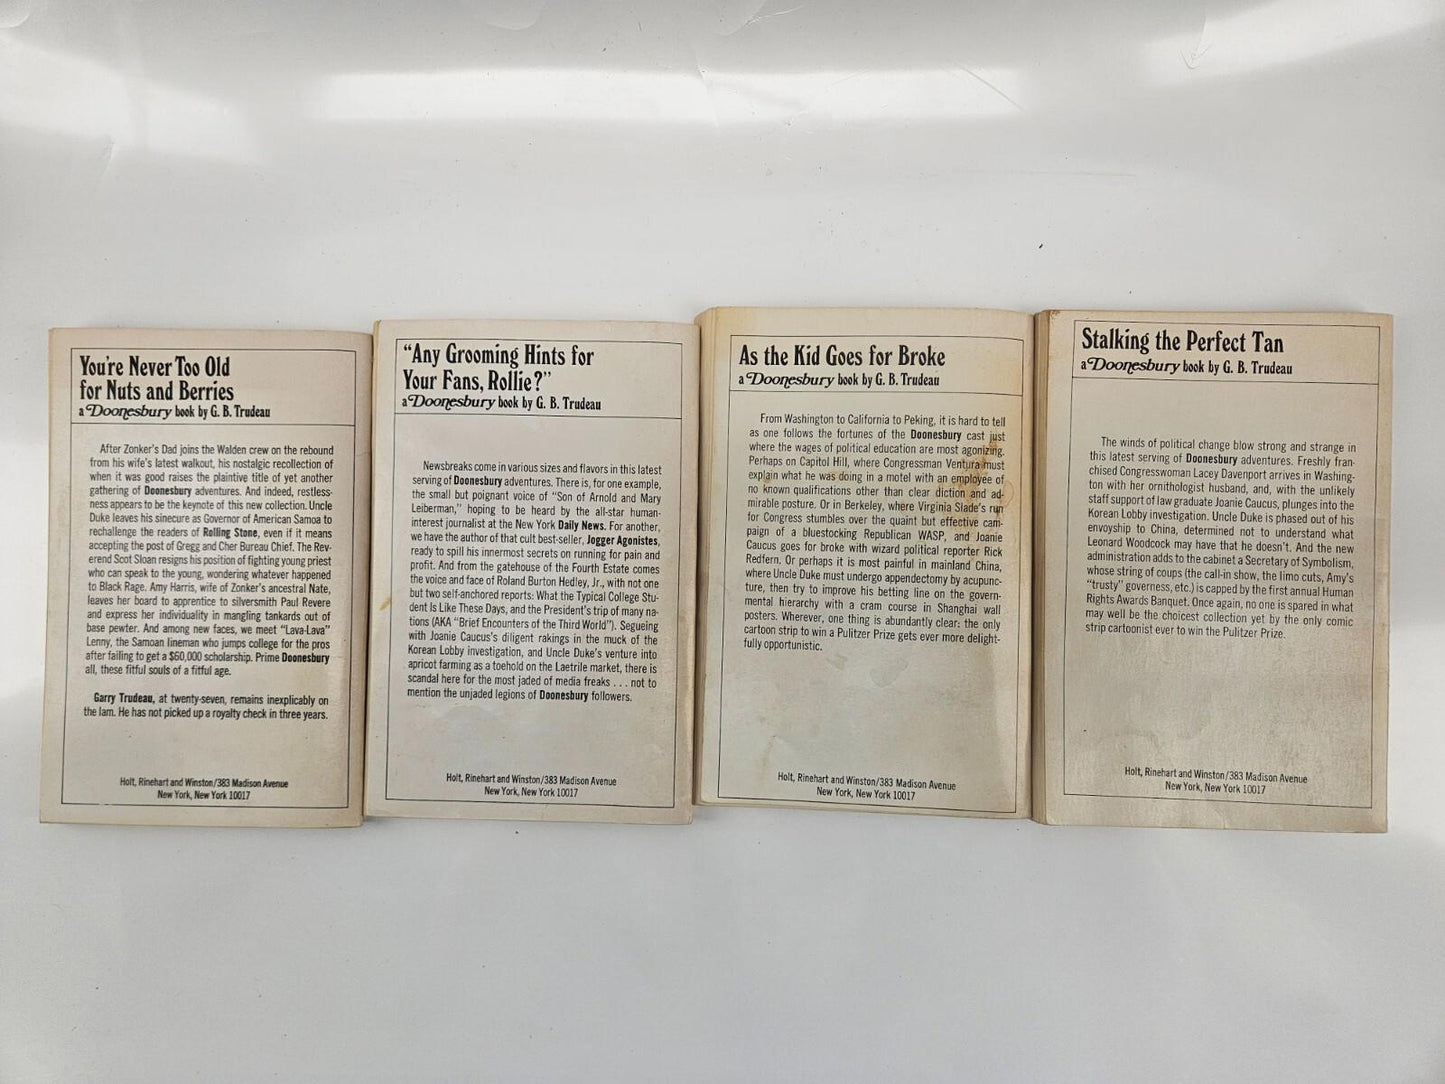 You're Never Too Old
for Nuts and Berries
a Doonesbury book by G. B. Trudeau
After Zonker's Dad joins the Walden crew on the rebound
from his wife's latest walkout, his nostalgic recollection of
when it was good raises the plaintive title of yet another
gathering of Doonesbury adventures. And indeed, restless-
ness appears to be the keynote of this new collection. Uncle
Duke leaves his sinecure as Governor of American Samoa to
rechallenge the readers of Rolling Stone, even if it means
accepting the post of Gregg and Cher Bureau Chief. The Rev-
erend Scot Sloan resigns his position of fighting young priest
who can speak to the young, wondering whatever happened
to Black Rage. Amy Harris, wife of Zonker's ancestral Nate,
leaves her board to apprentice to silversmith Paul Revere
and express her individuality in mangling tankards out of
base pewter. And among new faces, we meet "Lava-Lava"
Lenny, the Samoan lineman who jumps college for the pros
after failing to get a $60,000 scholarship. Prime Doonesbury
all, these fitful souls of a fitful age.
Garry Trudeau, at twenty-seven, remains inexplicably on
the lam. He has not picked up a royalty check in three years.
Holt, Rinehart and Winston/383 Madison Avenue
New York, New York 10017
"Any Grooming Hints for
Your Fans, Rollie?"
a Doonesbury book by G. B. Trudeau
Newsbreaks come in various sizes and flavors in this latest
serving of Doonesbury adventures. There is, for one example,
the small but poignant voice of "Son of Arnold and Mary
Leiberman," hoping to be heard by the all-star human-
interest journalist at the New York Daily News. For another,
we have the author of that cult best-seller, Jogger Agonistes,
ready to spill his innermost secrets on running for pain and
profit. And from the gatehouse of the Fourth Estate comes
the voice and face of Roland Burton Hedley, Jr., with not one
but two self-anchored reports: What the Typical College Stu-
dent Is Like These Days, and the President's trip of many na-
tions (AKA "Brief Encounters of the Third World"). Segueing
with Joanie Caucus's diligent rakings in the muck of the
Korean Lobby investigation, and Uncle Duke's venture into
apricot farming as a toehold on the Laetrile market, there is
scandal here for the most jaded of media freaks . . . not to
mention the unjaded legions of Doonesbury followers.
Holt, Rinehart and Winston/383 Madison Avenue
New York, New York 10017
As the Kid Goes for Broke
a Doonesbury book by G. B. Trudeau
From Washington to California to Peking, it is hard to tell
as one follows the fortunes of the Doonesbury cast just
where the wages of political education are most agonizing.
Perhaps on Capitol Hill, where Congressman Ventura must
explain what he was doing in a motel with an employee of
no known qualifications other than clear diction and ad-
mirable posture. Or in Berkeley, where Virginia Slade's run
for Congress stumbles over the quaint but effective cam-
paign of a bluestocking Republican WASP, and Joanie
Caucus goes for broke with wizard political reporter Rick
Redfern. Or perhaps it is most painful in mainland China,
where Uncle Duke must undergo appendectomy by acupunc-
ture, then try to improve his betting line on the govern-
mental hierarchy with a cram course in Shanghai wall
posters. Wherever, one thing is abundantly clear: the only
cartoon strip to win a Pulitzer Prize gets ever more delight-
fully opportunistic.
Holt, Rinehart and Winston/383 Madison Avenue
New York, New York 10017
Stalking the Perfect Tan
a Doonesbury book by G. B. Trudeau
The winds of political change blow strong and strange in
this latest serving of Doonesbury adventures. Freshly fran-
chised Congresswoman Lacey Davenport arrives in Washing-
ton with her ornithologist husband, and, with the unlikely
staff support of law graduate Joanie Caucus, plunges into the
Korean Lobby investigation. Uncle Duke is phased out of his
envoyship to China, determined not to understand what
Leonard Woodcock may have that he doesn't. And the new
administration adds to the cabinet a Secretary of Symbolism,
whose string of coups (the call-in show, the limo cuts, Amy's
"trusty" governess, etc.) is capped by the first annual Human
Rights Awards Banquet. Once again, no one is spared in what
may well be the choicest collection yet by the only comic
strip cartoonist ever to win the Pulitzer Prize.
Holt, Rinehart and Winston/383 Madison Avenue
New York, New York 10017